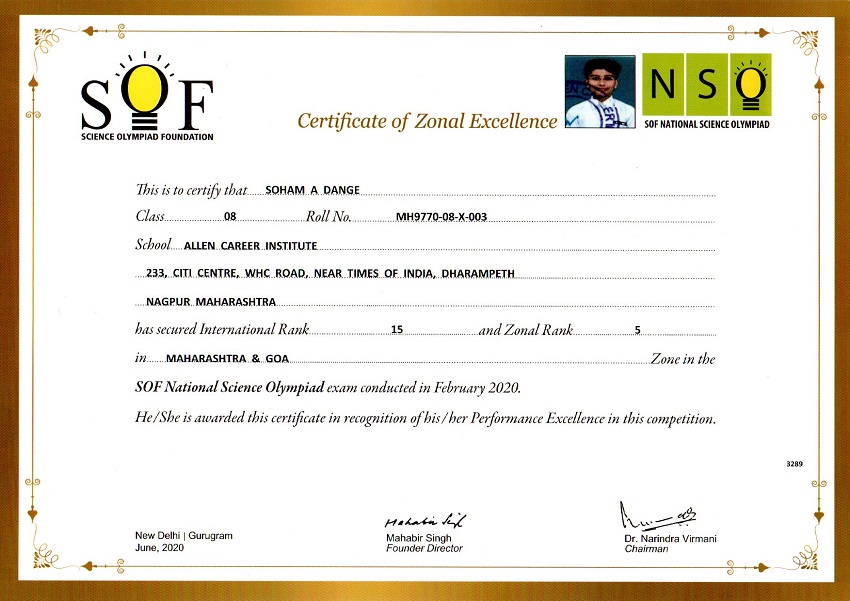 SOF
SCIENCE OLYMPIAD FOUNDATION
Certificate of Zonal Excellence
NSO
SOF NATIONAL SCIENCE OLYMPIAD
This is to certify that SOHAM A DANGE
Class 08 Roll No. MH9770-08-X-003
School ALLEN CAREER INSTITUTE
233, CITI CENTRE, WHC ROAD, NEAR TIMES OF INDIA, DHARAMPETH
NAGPUR MAHARASHTRA
has secured International Rank 15 and Zonal Rank 5
in MAHARASHTRA & GOA Zone in the
SOF National Science Olympiad exam conducted in February 2020.
He/She is awarded this certificate in recognition of his/her Performance Excellence in this competition.
3289
Mahabir Singh
New Delhi | Gurugram
June, 2020
Mahabir Singh
Founder Director
Dr. Narindra Virmani
Chairman